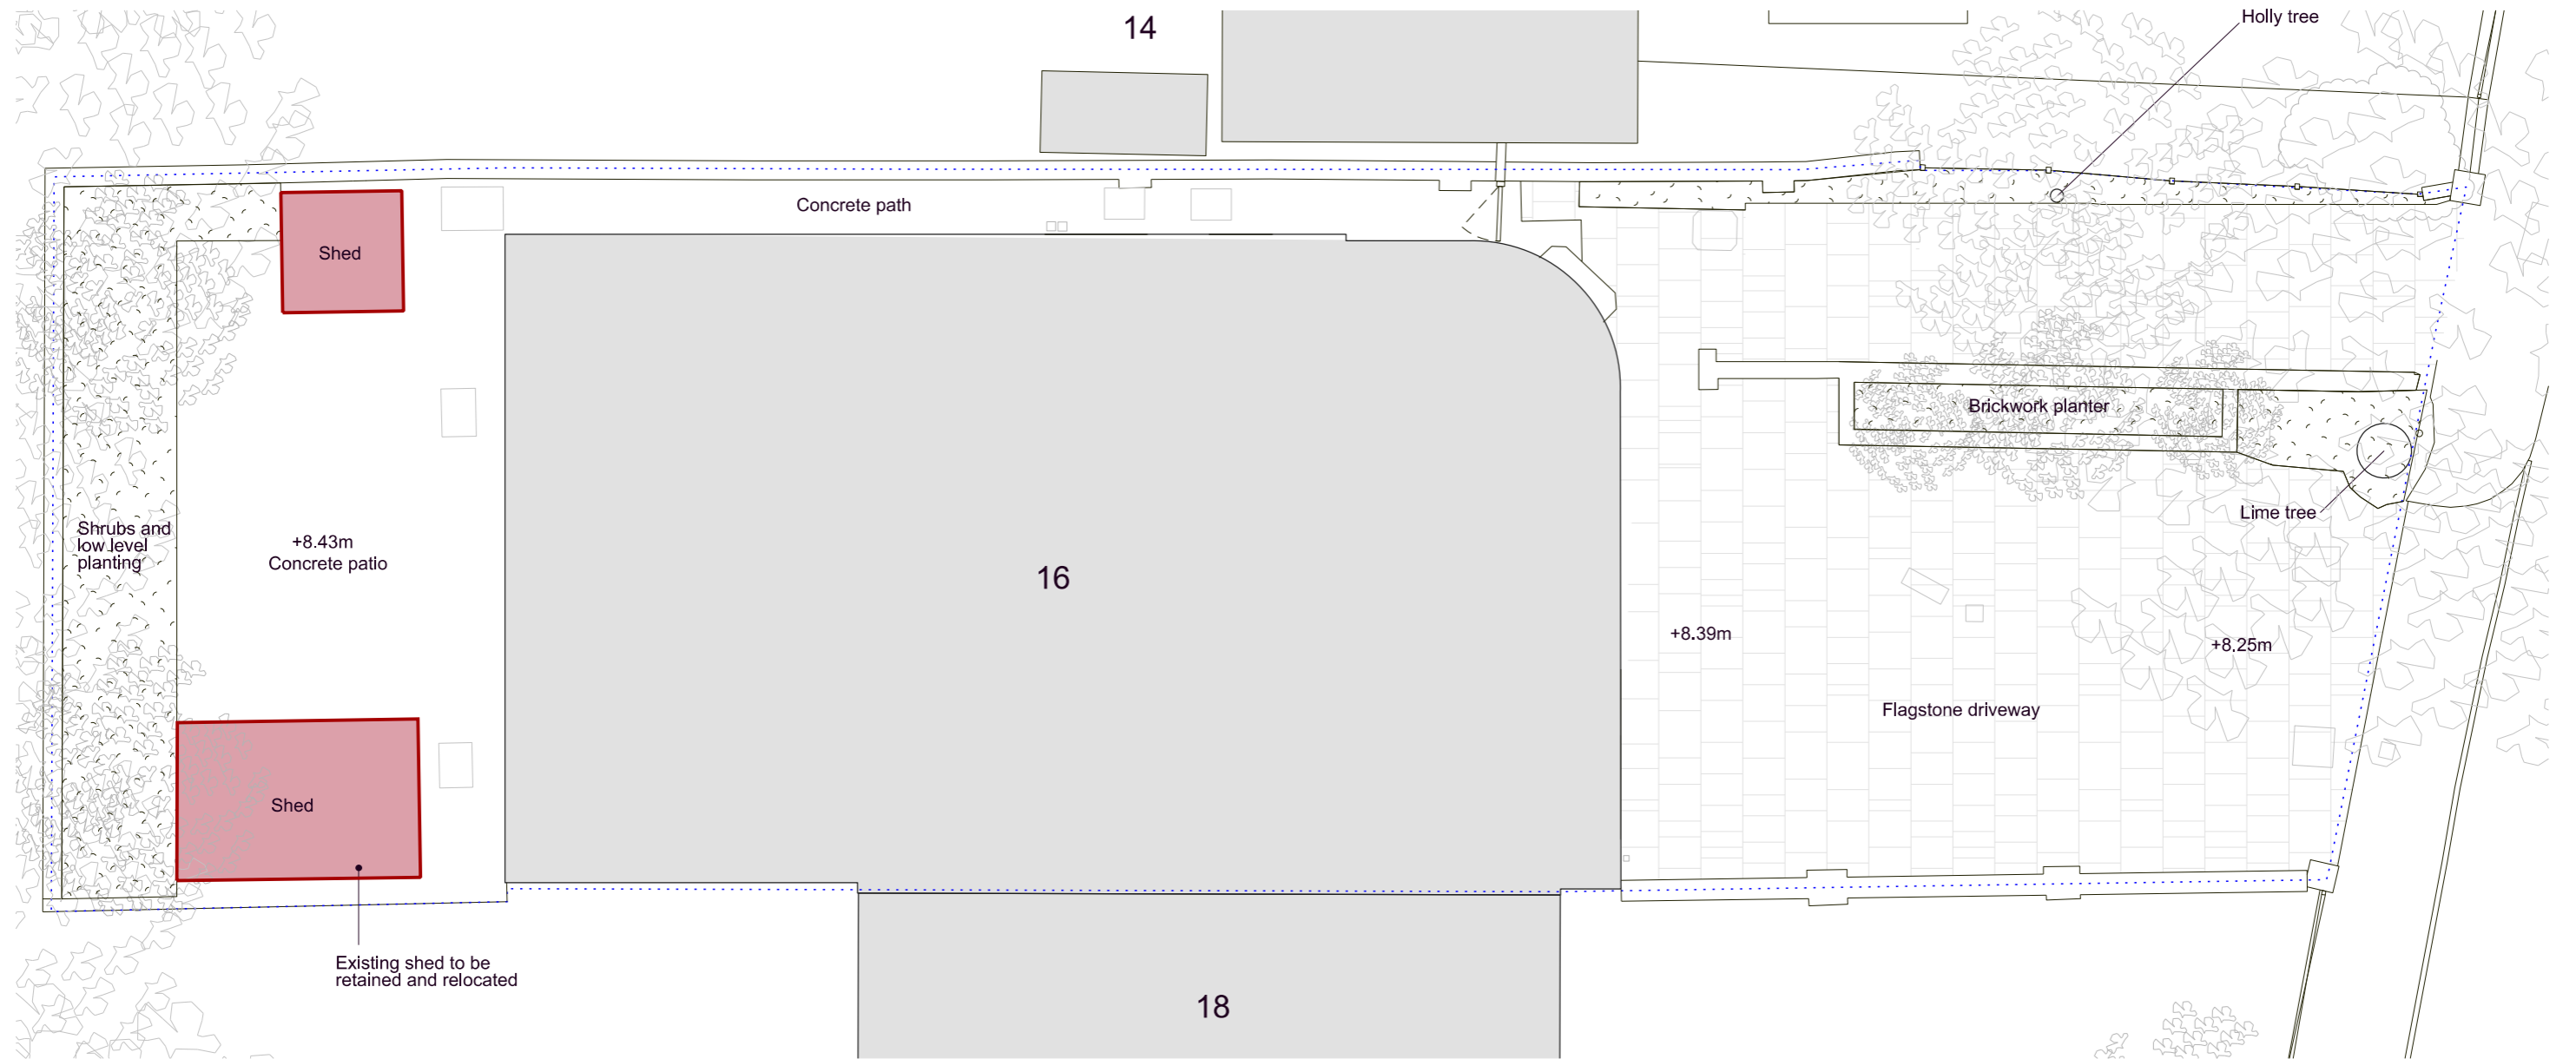 14
Holly tree
Concrete path
Shed
Brickwork planter
Lime tree
Shrubs and
low level
planting
+8.43m
Concrete patio
16
+8.39m
+8.25m
Flagstone driveway
Shed
Existing shed to be
retained and relocated
18